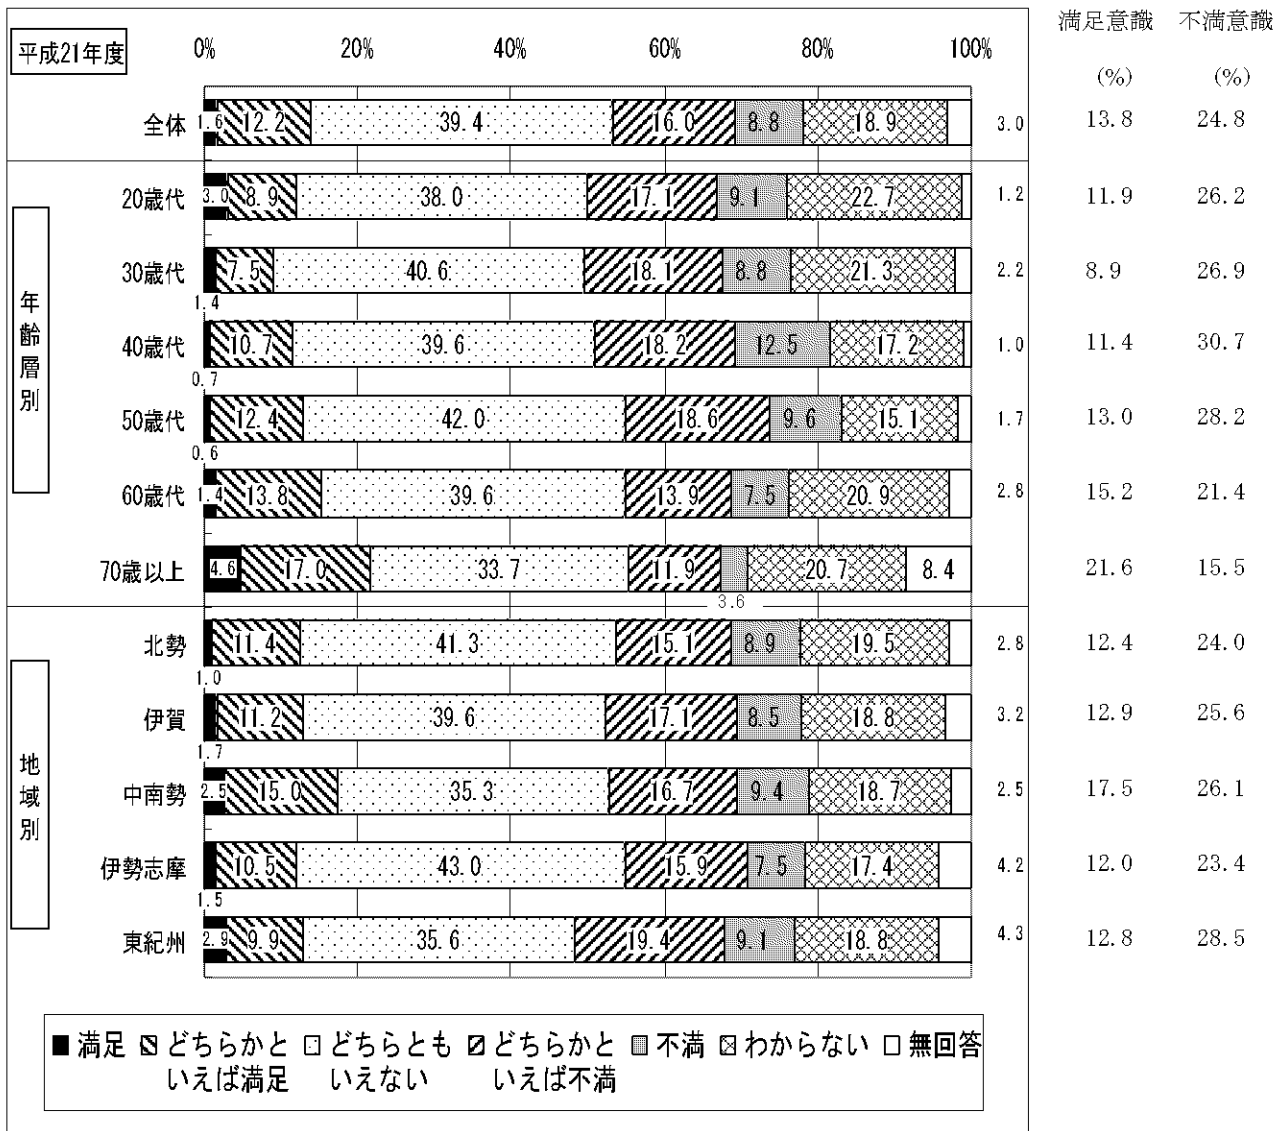 満足意識 不満意識
平成21年度 0% 20% 40% 60% 80% 100%
(%) (%)
全体 1.6 12.2 39.4 16.0 8.8 18.9 3.0 13.8 24.8
年齢層別
20歳代 3.0 8.9 38.0 17.1 9.1 22.7 1.2 11.9 26.2
30歳代 7.5 40.6 18.1 8.8 21.3 2.2 8.9 26.9
1.4
40歳代 10.7 39.6 18.2 12.5 17.2 1.0 11.4 30.7
0.7
50歳代 12.4 42.0 18.6 9.6 15.1 1.7 13.0 28.2
0.6
60歳代 1.4 13.8 39.6 13.9 7.5 20.9 2.8 15.2 21.4
70歳以上 4.6 17.0 33.7 11.9 20.7 8.4 21.6 15.5
3.6
地域別
北勢 11.4 41.3 15.1 8.9 19.5 2.8 12.4 24.0
1.0
伊賀 11.2 39.6 17.1 8.5 18.8 3.2 12.9 25.6
1.7
中南勢 2.5 15.0 35.3 16.7 9.4 18.7 2.5 17.5 26.1
伊勢志摩 10.5 43.0 15.9 7.5 17.4 4.2 12.0 23.4
1.5
東紀州 2.9 9.9 35.6 19.4 9.1 18.8 4.3 12.8 28.5
満足 どちらかと どちらとも どちらかと 不満 わからない 無回答
いえば満足 いえない いえば不満